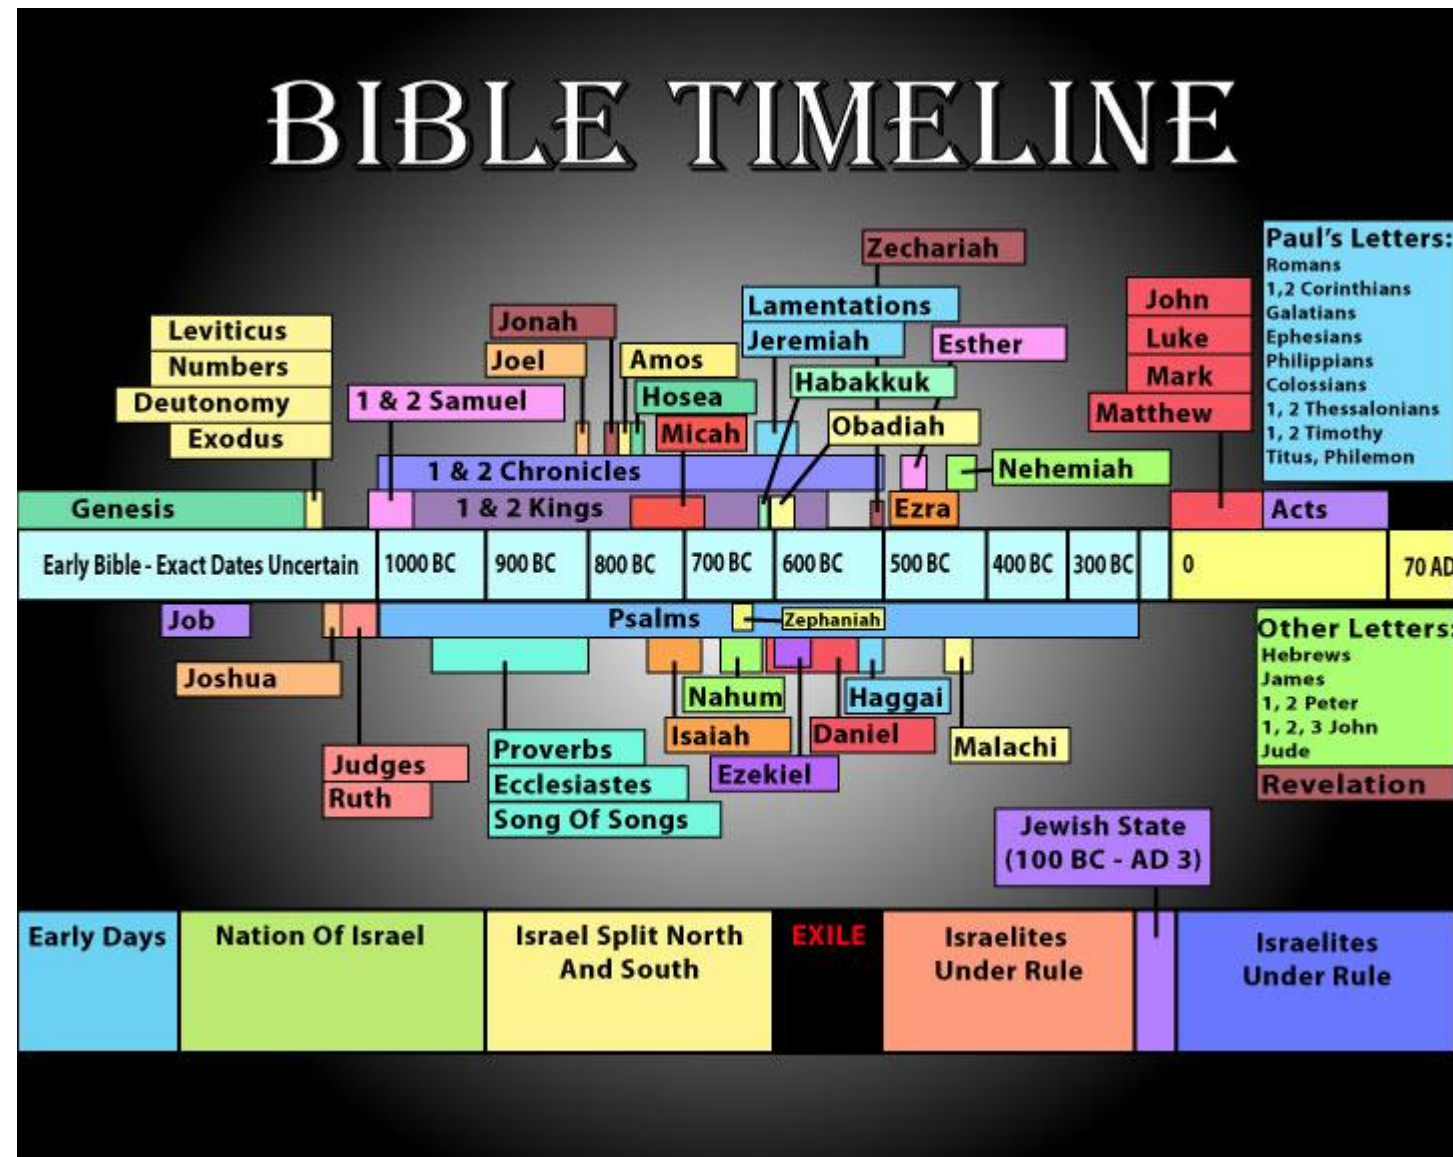 BIBLE TIMELINE
Zechariah
Paul's Letters:
Romans
1,2 Corinthians
Galatians
Ephesians
Philippians
Colossians
1, 2 Thessalonians
1, 2 Timothy
Titus, Philemon
Lamentations
Jeremiah
Esther
John
Luke
Mark
Matthew
Jonah
Joel
Amos
Hosea
Micah
Habakkuk
Obadiah
Leviticus
Numbers
Deutonomy
Exodus
1 & 2 Samuel
1 & 2 Chronicles
Nehemiah
Genesis
1 & 2 Kings
Ezra
Acts
Early Bible - Exact Dates Uncertain
1000 BC
900 BC
800 BC
700 BC
600 BC
500 BC
400 BC
300 BC
0
70 AD
Job
Psalms
Zephaniah
Joshua
Nahum
Haggai
Isaiah
Daniel
Malachi
Ezekiel
Judges
Ruth
Proverbs
Ecclesiastes
Song Of Songs
Other Letters:
Hebrews
James
1, 2 Peter
1, 2, 3 John
Jude
Revelation
Jewish State
(100 BC - AD 3)
Early Days
Nation Of Israel
Israel Split North
And South
EXILE
Israelites
Under Rule
Israelites
Under Rule